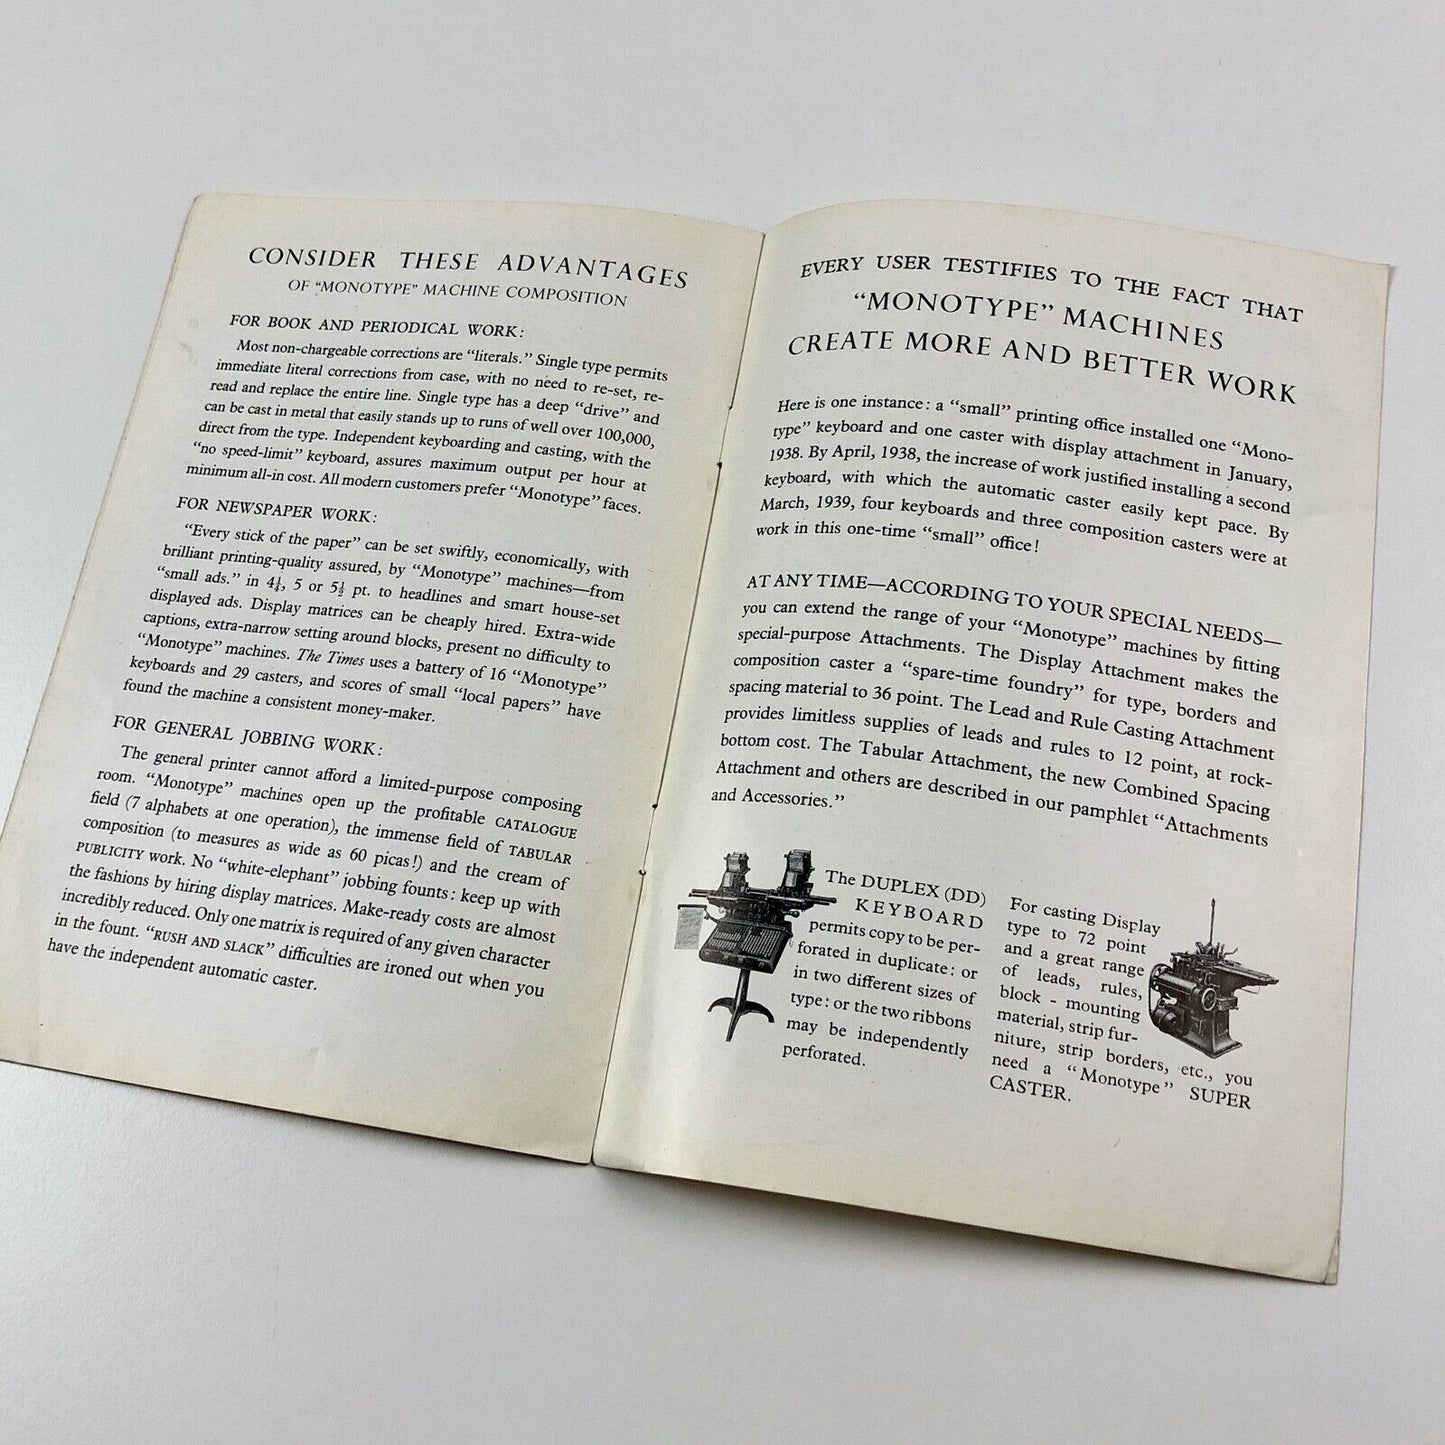 CONSIDER THESE ADVANTAGES
OF "MONOTYPE" MACHINE COMPOSITION
FOR BOOK AND PERIODICAL WORK:
Most non-chargeable corrections are "literals." Single type permits
immediate literal corrections from case, with no need to re-set, re-
read and replace the entire line. Single type has a deep "drive" and
can be cast in metal that easily stands up to runs of well over 100,000,
direct from the type. Independent keyboarding and casting, with the
"no speed-limit" keyboard, assures maximum output per hour at
minimum all-in cost. All modern customers prefer "Monotype" faces.
FOR NEWSPAPER WORK:
"Every stick of the paper" can be set swiftly, economically, with
brilliant printing-quality assured, by "Monotype" machines—from
"small ads." in 4¼, 5 or 5½ pt. to headlines and smart house-set
displayed ads. Display matrices can be cheaply hired. Extra-wide
captions, extra-narrow setting around blocks, present no difficulty to
"Monotype" machines. The Times uses a battery of 16 "Monotype"
keyboards and 29 casters, and scores of small "local papers" have
found the machine a consistent money-maker.
FOR GENERAL JOBBING WORK:
The general printer cannot afford a limited-purpose composing
room. "Monotype" machines open up the profitable CATALOGUE
field (7 alphabets at one operation), the immense field of TABULAR
composition (to measures as wide as 60 picas!) and the cream of
PUBLICITY work. No "white-elephant" jobbing founts: keep up with
the fashions by hiring display matrices. Make-ready costs are almost
incredibly reduced. Only one matrix is required of any given character
in the fount. "RUSH AND SLACK" difficulties are ironed out when you
have the independent automatic caster.
EVERY USER TESTIFIES TO THE FACT THAT
"MONOTYPE" MACHINES
CREATE MORE AND BETTER WORK
Here is one instance: a "small" printing office installed one "Mono-
type" keyboard and one caster with display attachment in January,
1938. By April, 1938, the increase of work justified installing a second
keyboard, with which the automatic caster easily kept pace. By
March, 1939, four keyboards and three composition casters were at
work in this one-time "small" office!
AT ANY TIME—ACCORDING TO YOUR SPECIAL NEEDS—
you can extend the range of your "Monotype" machines by fitting
special-purpose Attachments. The Display Attachment makes the
composition caster a "spare-time foundry" for type, borders and
spacing material to 36 point. The Lead and Rule Casting Attachment
provides limitless supplies of leads and rules to 12 point, at rock-
bottom cost. The Tabular Attachment, the new Combined Spacing
Attachment and others are described in our pamphlet "Attachments
and Accessories."
The DUPLEX (DD)
KEYBOARD
permits copy to be per-
forated in duplicate: or
in two different sizes of
type: or the two ribbons
may be independently
perforated.
For casting Display
type to 72 point
and a great range
of leads, rules,
block - mounting
material, strip fur-
niture, strip borders, etc., you
need a "Monotype" SUPER
CASTER.